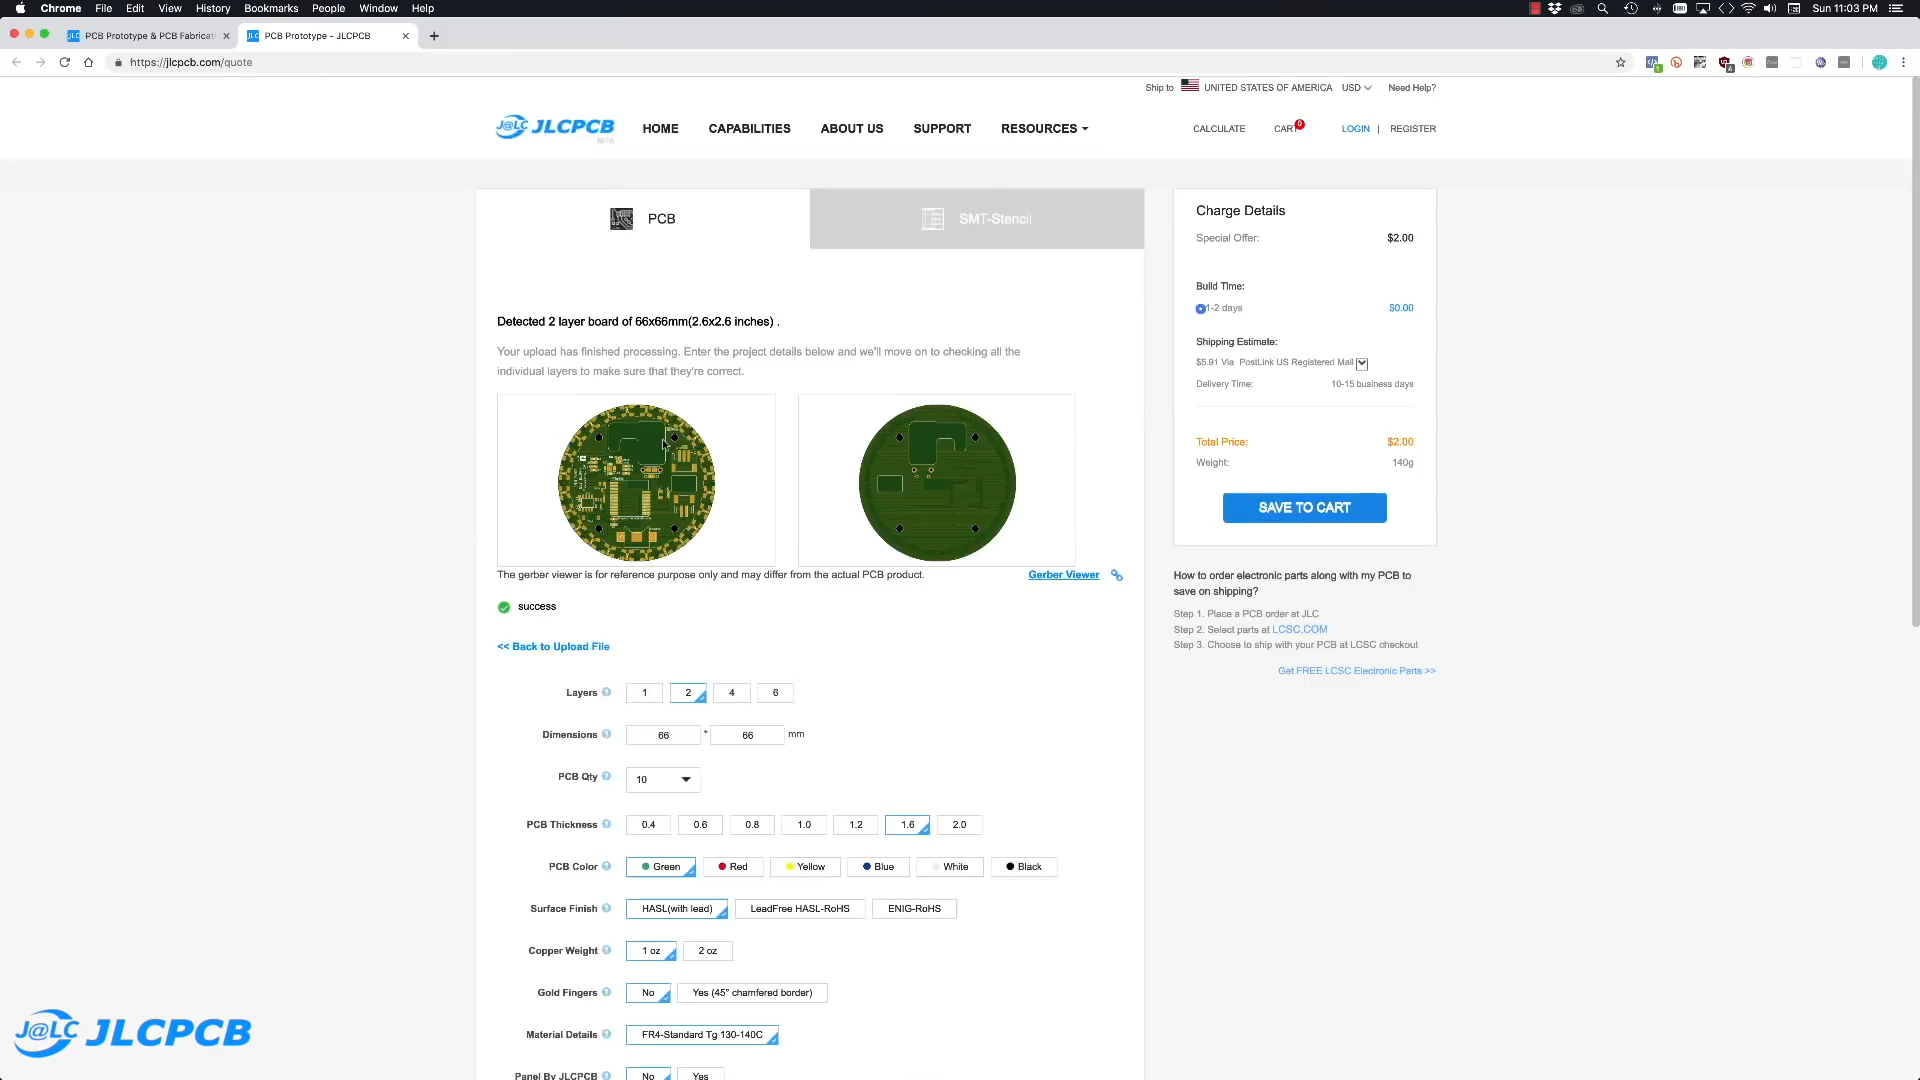 Chrome File Edit View History Bookmarks People Window Help
Sun 11:03 PM
PCB Prototype & PCB Fabricati
PCB Prototype - JLCPCB
https://jlcpcb.com/quote
Ship to UNITED STATES OF AMERICA USD Need Help?
J@LC JLCPCB
BETA
HOME CAPABILITIES ABOUT US SUPPORT RESOURCES
CALCULATE CART 0 LOGIN | REGISTER
PCB
SMT-Stencil
Detected 2 layer board of 66x66mm(2.6x2.6 inches) .
Your upload has finished processing. Enter the project details below and we'll move on to checking all the
individual layers to make sure that they're correct.
The gerber viewer is for reference purpose only and may differ from the actual PCB product.
Gerber Viewer
success
<< Back to Upload File
Layers 1 2 4 6
Dimensions 66 * 66 mm
PCB Qty 10
PCB Thickness 0.4 0.6 0.8 1.0 1.2 1.6 2.0
PCB Color Green Red Yellow Blue White Black
Surface Finish HASL(with lead) LeadFree HASL-RoHS ENIG-RoHS
Copper Weight 1 oz 2 oz
Gold Fingers No Yes (45° chamfered border)
Material Details FR4-Standard Tg 130-140C
Panel By JLCPCB No Yes
Charge Details
Special Offer: $2.00
Build Time:
1-2 days $0.00
Shipping Estimate:
$5.91 Via PostLink US Registered Mail
Delivery Time: 10-15 business days
Total Price: $2.00
Weight: 140g
SAVE TO CART
How to order electronic parts along with my PCB to
save on shipping?
Step 1. Place a PCB order at JLC
Step 2. Select parts at LCSC.COM
Step 3. Choose to ship with your PCB at LCSC checkout
Get FREE LCSC Electronic Parts >>
J@LC JLCPCB